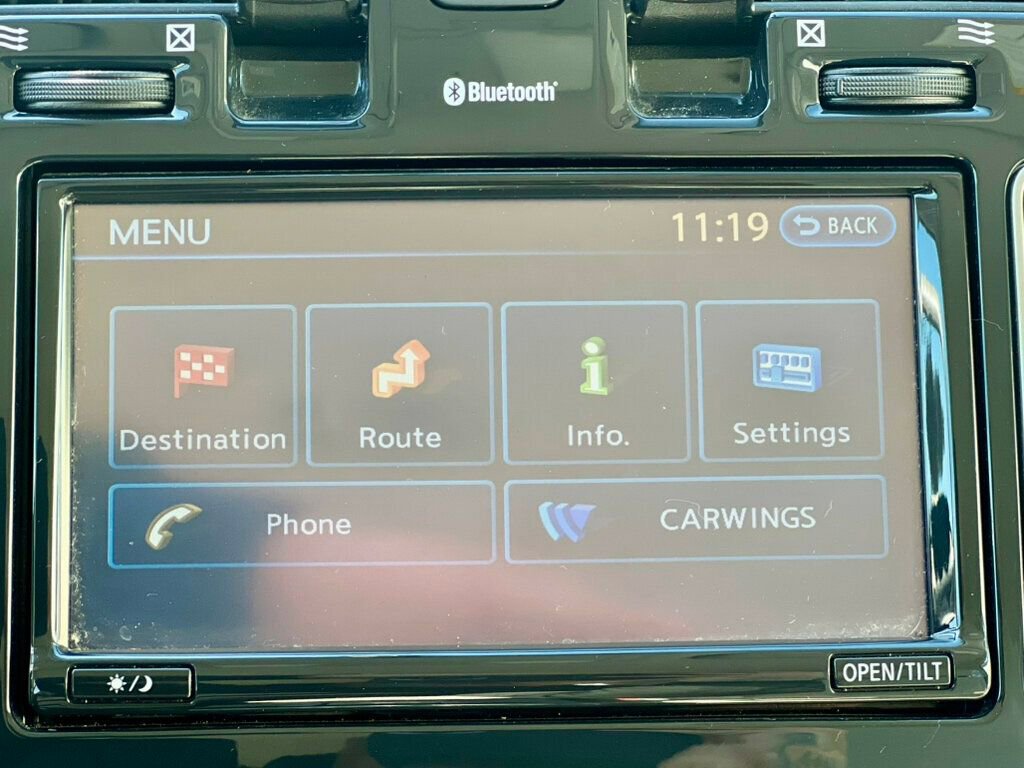 Bluetooth®
MENU 11:19 BACK
Destination Route Info. Settings
Phone CARWINGS
OPEN/TILT